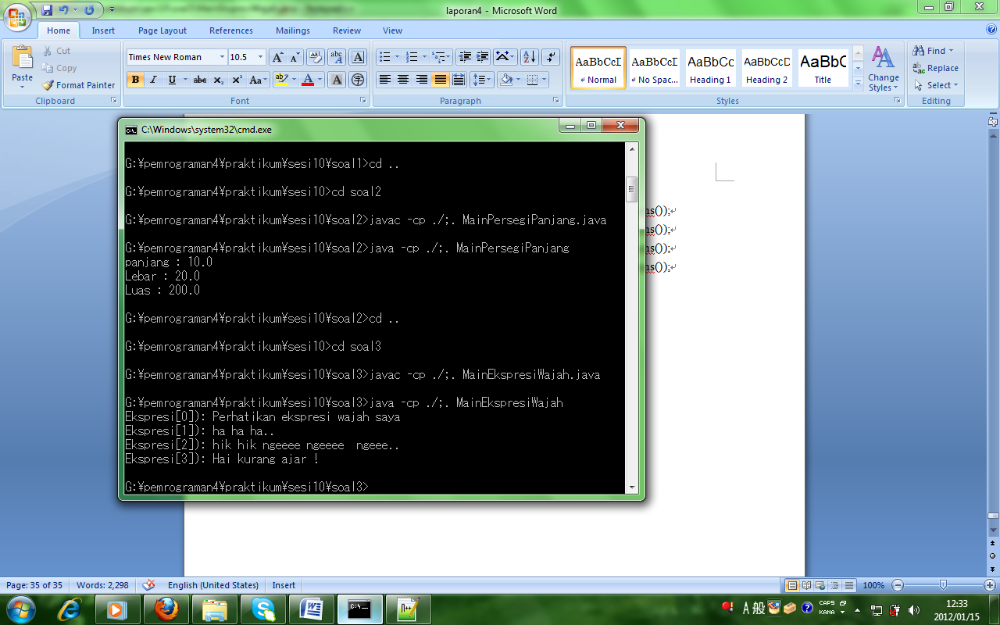 laporan4 - Microsoft Word
Home Insert Page Layout References Mailings Review View
Paste
Cut
Copy
Format Painter
Clipboard
Times New Roman 10.5
Font
Paragraph
AaBbCcD AaBbCcD AaBbCc AaBbCcD AaBbC
Normal No Spac... Heading 1 Heading 2 Title
Change Styles
Styles
Find
Replace
Select
Editing
C:\Windows\system32\cmd.exe
G:¥pemrograman4¥praktikum¥sesi10¥soal1>cd ..
G:¥pemrograman4¥praktikum¥sesi10>cd soal2
G:¥pemrograman4¥praktikum¥sesi10¥soal2>javac -cp ./;. MainPersegiPanjang.java
G:¥pemrograman4¥praktikum¥sesi10¥soal2>java -cp ./;. MainPersegiPanjang
panjang : 10.0
Lebar : 20.0
Luas : 200.0
G:¥pemrograman4¥praktikum¥sesi10¥soal2>cd ..
G:¥pemrograman4¥praktikum¥sesi10>cd soal3
G:¥pemrograman4¥praktikum¥sesi10¥soal3>javac -cp ./;. MainEkspresiWajah.java
G:¥pemrograman4¥praktikum¥sesi10¥soal3>java -cp ./;. MainEkspresiWajah
Ekspresi[0]): Perhatikan ekspresi wajah saya
Ekspresi[1]): ha ha ha..
Ekspresi[2]): hik hik ngeeee ngeeee  ngeee..
Ekspresi[3]): Hai kurang ajar !
G:¥pemrograman4¥praktikum¥sesi10¥soal3>
ns());
ns());
ns());
ns());
Page: 35 of 35 Words: 2,298 English (United States) Insert 100%
A 般 CAPS KANA
12:33
2012/01/15